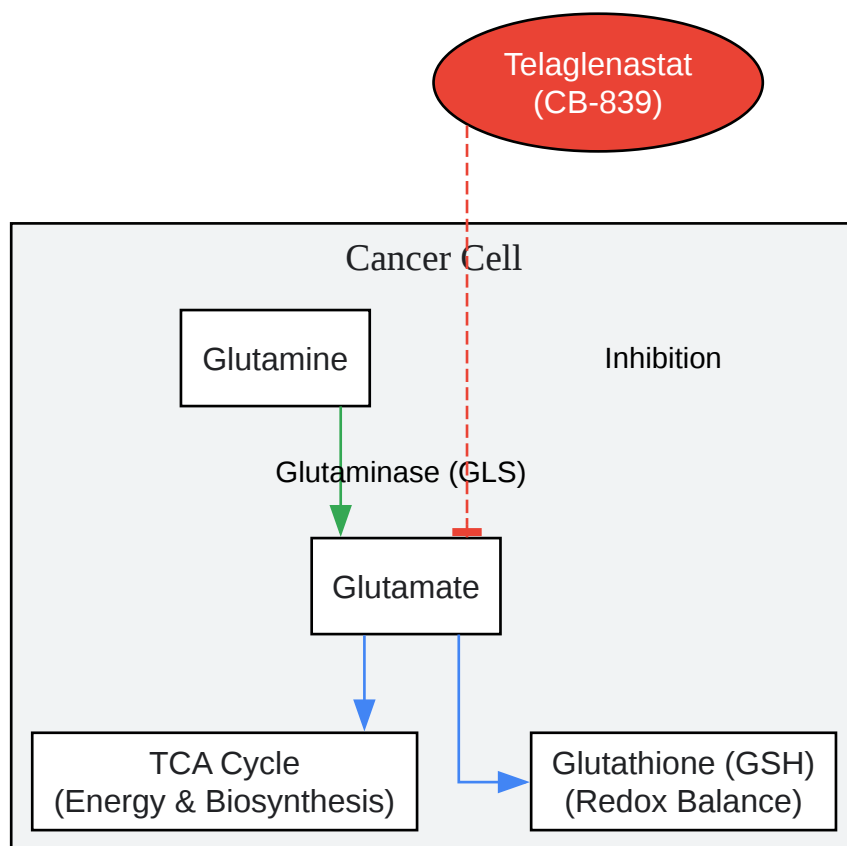 Telaglenastat
(CB-839)
Cancer Cell
Glutamine
Inhibition
Glutaminase (GLS)
Glutamate
TCA Cycle
(Energy & Biosynthesis)
Glutathione (GSH)
(Redox Balance)